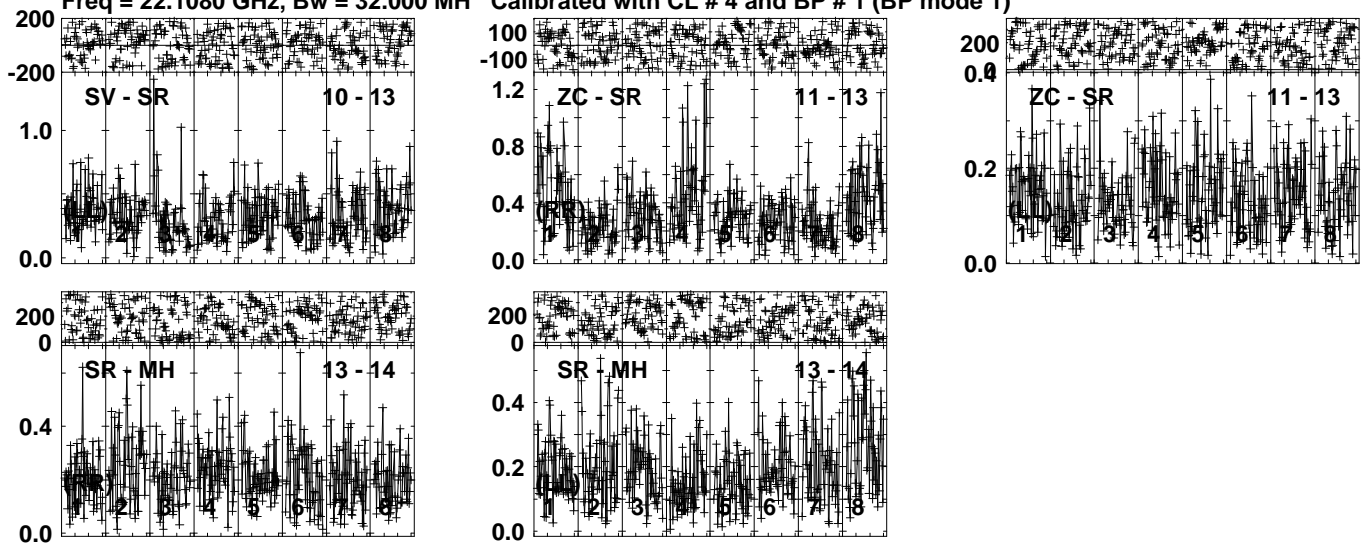 Freq = 22.1080 GHz, Bw = 32.000 MH Calibrated with CL # 4 and BP # 1 (BP mode 1)
200
-200
SV - SR 10 - 13
1.0
0.0
(LL)
1 2 3 4 5 6 7 8
100
-100
ZC - SR 11 - 13
1.2
0.8
0.4
0.0
(RR)
1 2 3 4 5 6 7 8
200
0
0.4
ZC - SR 11 - 13
0.2
0.0
(LL)
1 2 3 4 5 6 7 8
200
0
SR - MH 13 - 14
0.4
0.0
(RR)
1 2 3 4 5 6 7 8
200
0
SR - MH 13 - 14
0.4
0.2
0.0
(LL)
1 2 3 4 5 6 7 8